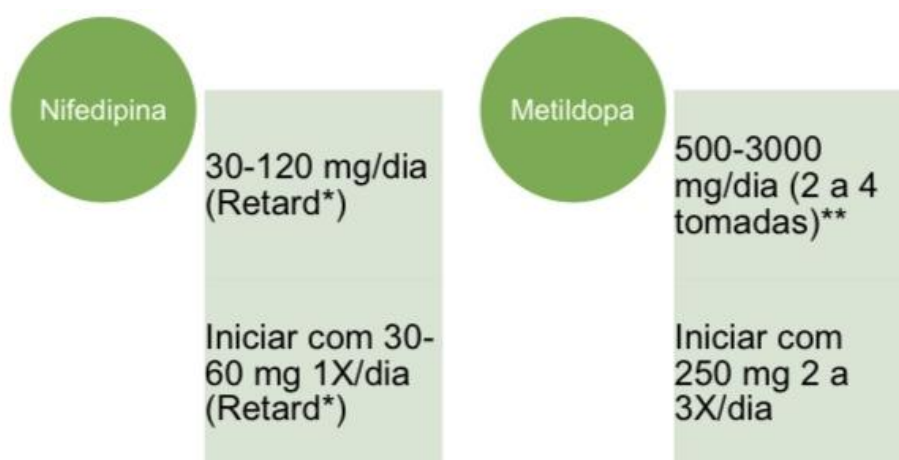 Nifedipina
30-120 mg/dia
(Retard*)
Iniciar com 30-
60 mg 1X/dia
(Retard*)
Metildopa
500-3000
mg/dia (2 a 4
tomadas)**
Iniciar com
250 mg 2 a
3X/dia